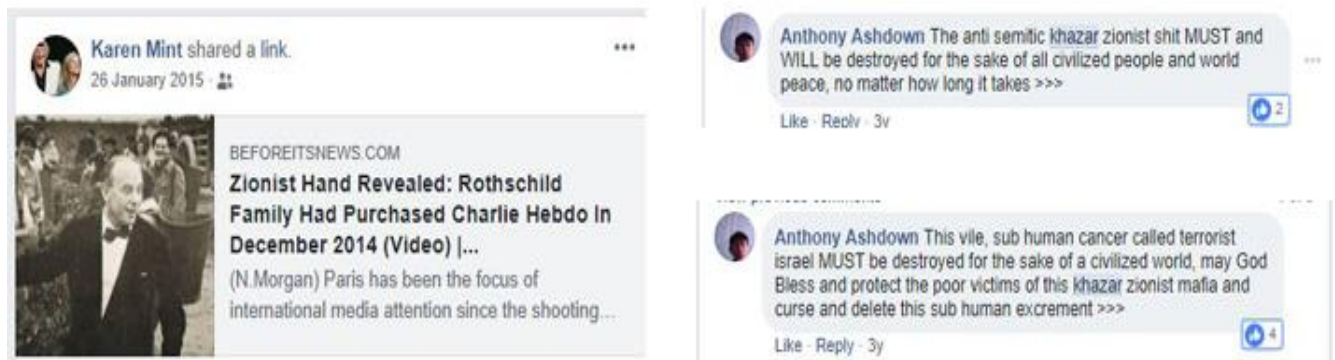 Karen Mint shared a link.
26 January 2015
BEFOREITSNEWS.COM
Zionist Hand Revealed: Rothschild
Family Had Purchased Charlie Hebdo In
December 2014 (Video) |...
(N.Morgan) Paris has been the focus of
international media attention since the shooting...
Anthony Ashdown The anti semitic khazar zionist shit MUST and
WILL be destroyed for the sake of all civilized people and world
peace, no matter how long it takes >>>
2
Like · Reply · 3y
Anthony Ashdown This vile, sub human cancer called terrorist
israel MUST be destroyed for the sake of a civilized world, may God
Bless and protect the poor victims of this khazar zionist mafia and
curse and delete this sub human excrement >>>
4
Like · Reply · 3y